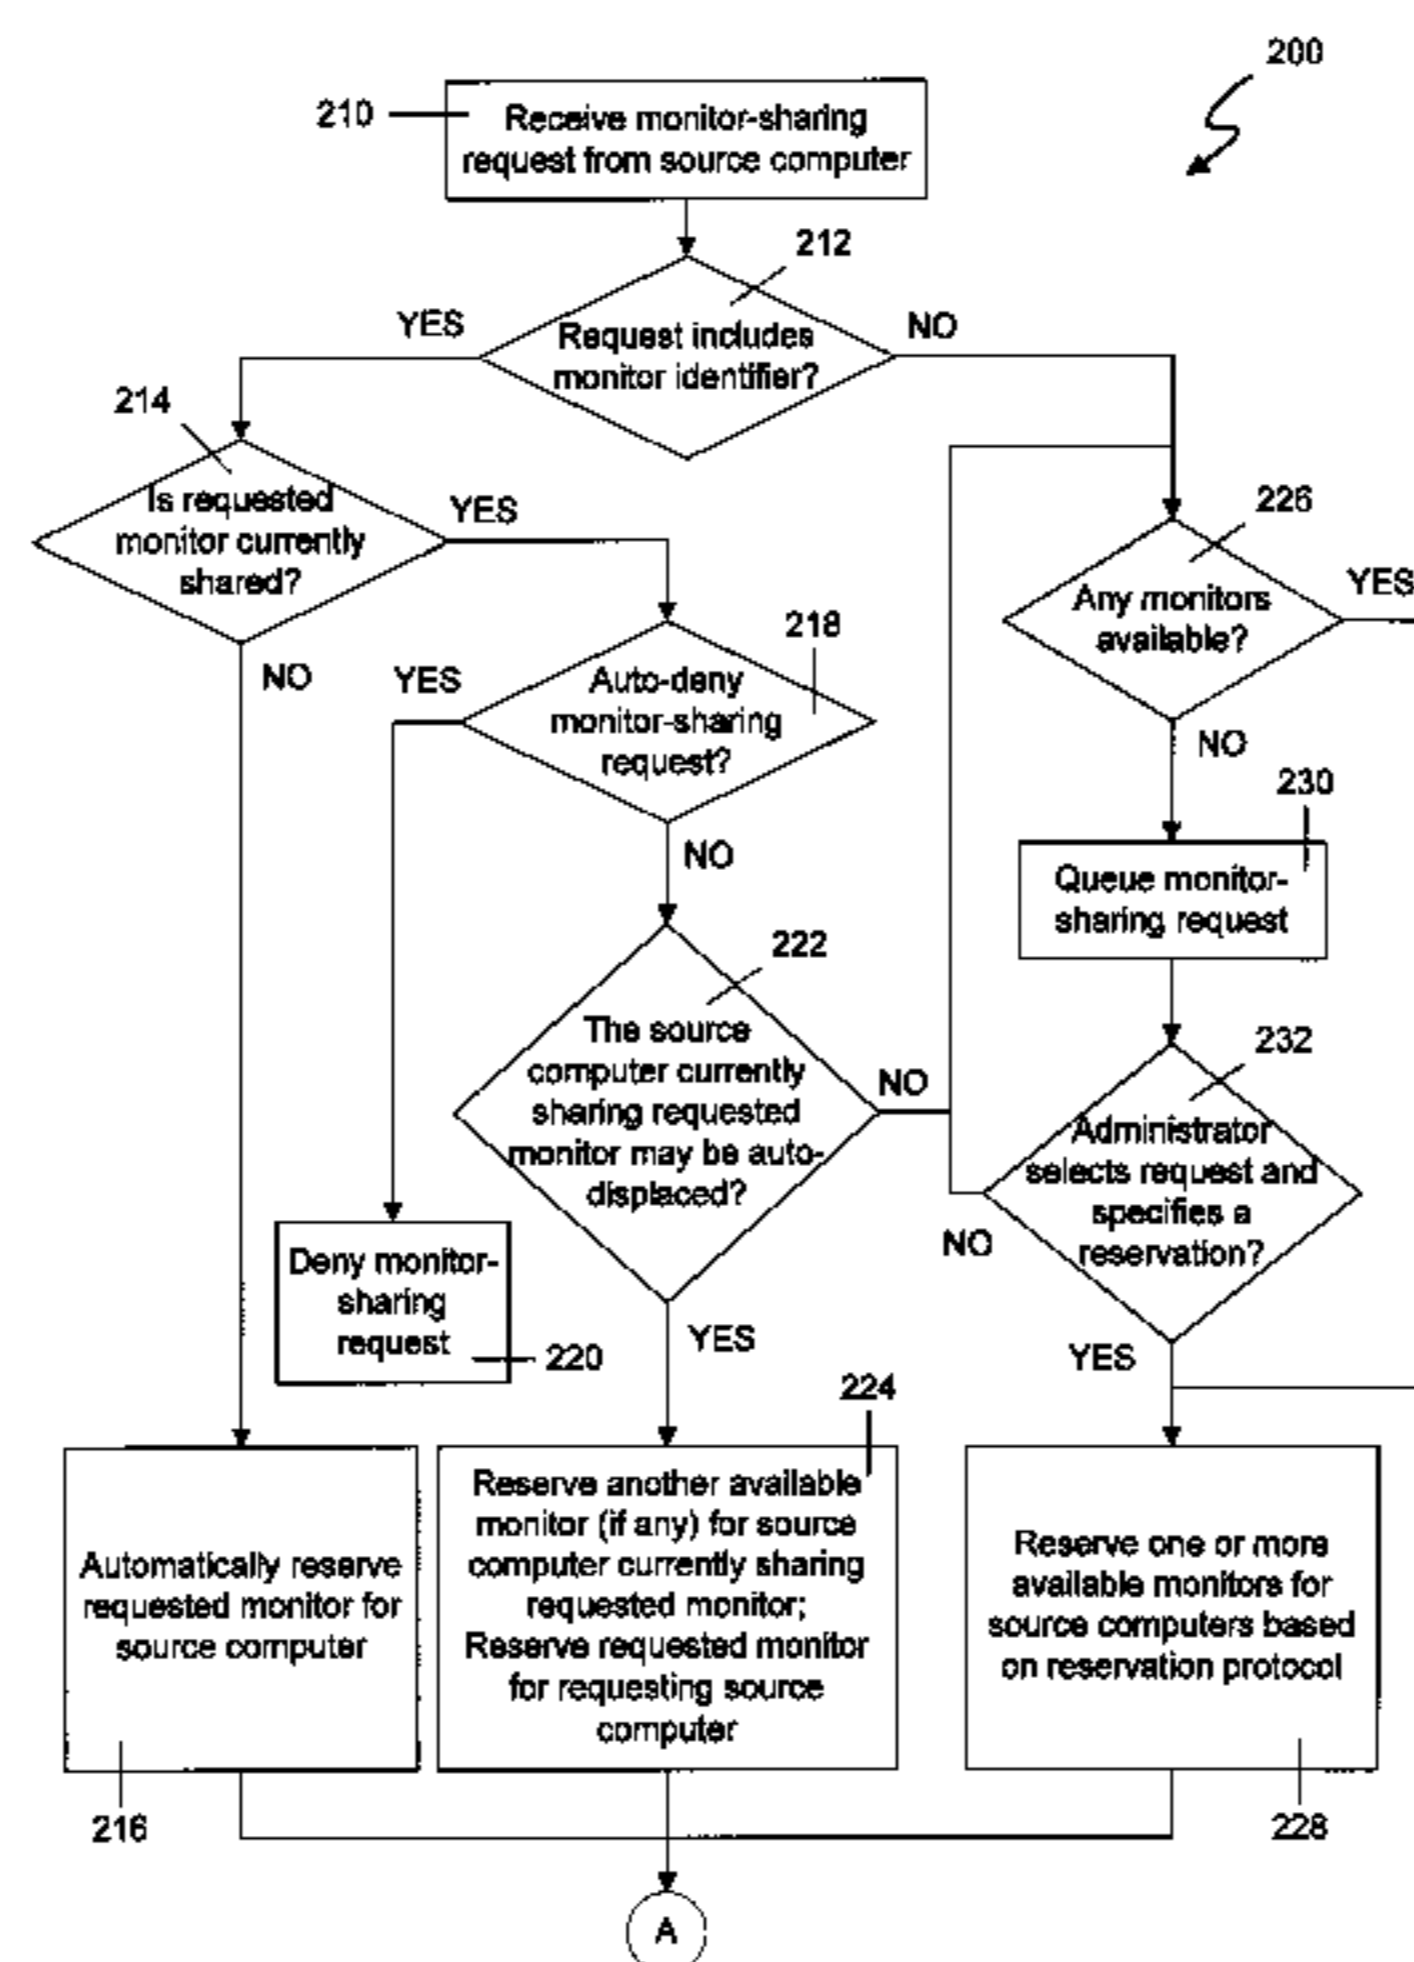 200
210
Receive monitor-sharing
request from source computer
212
YES
NO
Request includes
monitor identifier?
214
Is requested
monitor currently
shared?
YES
NO
226
Any monitors
available?
YES
NO
218
YES
Auto-deny
monitor-sharing
request?
NO
230
Queue monitor-
sharing request
222
The source
computer currently
sharing requested
monitor may be auto-
displaced?
NO
YES
232
Administrator
selects request and
specifies a
reservation?
NO
YES
Deny monitor-
sharing
request
220
224
Automatically reserve
requested monitor for
source computer
216
Reserve another available
monitor (if any) for source
computer currently sharing
requested monitor;
Reserve requested monitor
for requesting source
computer
Reserve one or more
available monitors for
source computers based
on reservation protocol
228
A